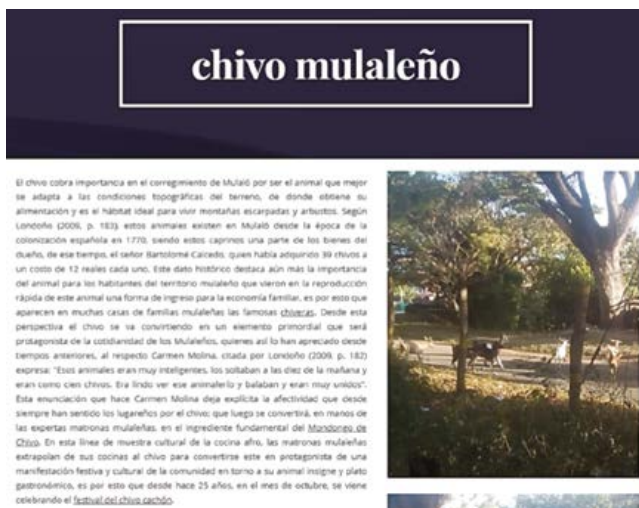 chivo mulaleño
El chivo cobra importancia en el corregimiento de Mulaló por ser el animal que mejor
se adapta a las condiciones topográficas del terreno, de donde obtiene su
alimentación y es el hábitat ideal para vivir montañas escarpadas y arbustos. Según
Londoño (2009, p. 183), estos animales existen en Mulaló desde la época de la
colonización española en 1770, siendo estos caprinos una parte de los bienes del
dueño, de ese tiempo, el señor Bartolomé Caicedo, quien había adquirido 39 chivos a
un costo de 12 reales cada uno. Este dato histórico destaca aún más la importancia
del animal para los habitantes del territorio mulaleño que vieron en la reproducción
rápida de este animal una forma de ingreso para la economía familiar, es por esto que
aparecen en muchas casas de familias mulaleñas las famosas chiveras. Desde esta
perspectiva el chivo se va convirtiendo en un elemento primordial que será
protagonista de la cotidianidad de los Mulaleños, quienes así lo han apreciado desde
tiempos anteriores, al respecto Carmen Molina, citada por Londoño (2009, p. 182)
expresa: "Esos animales eran muy inteligentes, los soltaban a las diez de la mañana y
eran como cien chivos. Era lindo ver ese animalerío y balaban y eran muy unidos".
Esta enunciación que hace Carmen Molina deja explícita la afectividad que desde
siempre han sentido los lugareños por el chivo; que luego se convertirá, en manos de
las expertas matronas mulaleñas, en el ingrediente fundamental del Mondongo de
Chivo. En esta línea de muestra cultural de la cocina afro, las matronas mulaleñas
extrapolan de sus cocinas al chivo para convertirse este en protagonista de una
manifestación festiva y cultural de la comunidad en torno a su animal insigne y plato
gastronómico, es por esto que desde hace 25 años, en el mes de octubre, se viene
celebrando el festival del chivo cachón.